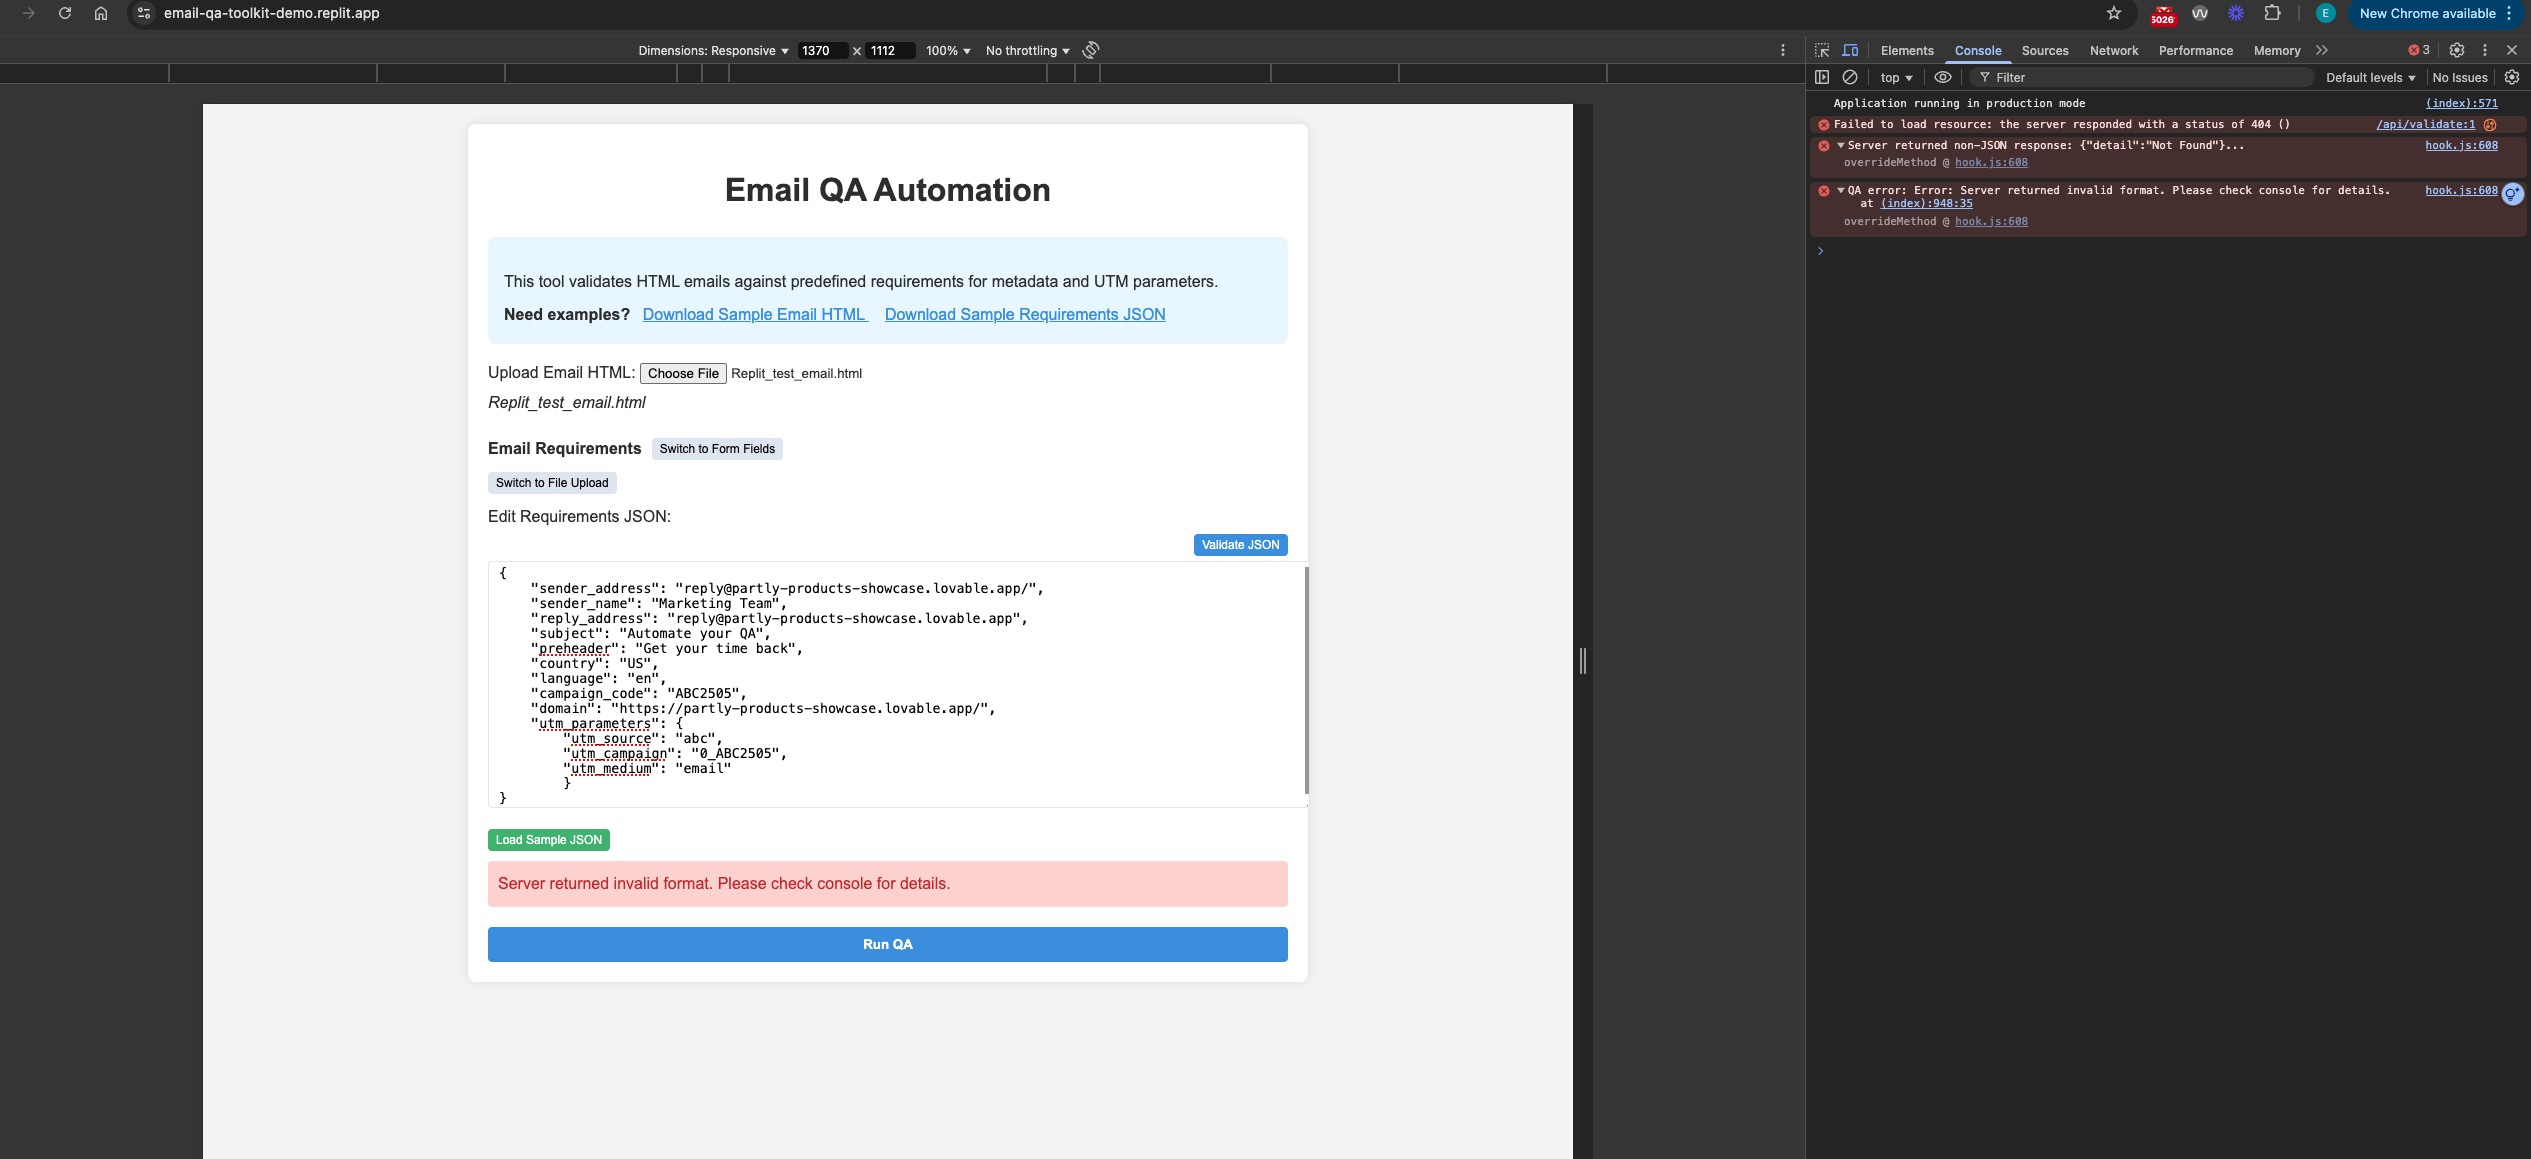 email-qa-toolkit-demo.replit.app
5026
E
New Chrome available
Dimensions: Responsive 1370 x 1112 100% No throttling
Elements Console Sources Network Performance Memory 3
top Filter Default levels No Issues
Application running in production mode (index):571
Failed to load resource: the server responded with a status of 404 () /api/validate:1
Server returned non-JSON response: {"detail":"Not Found"}... hook.js:608
overrideMethod @ hook.js:608
QA error: Error: Server returned invalid format. Please check console for details. hook.js:608
at (index):948:35
overrideMethod @ hook.js:608
Email QA Automation
This tool validates HTML emails against predefined requirements for metadata and UTM parameters.
Need examples? Download Sample Email HTML Download Sample Requirements JSON
Upload Email HTML: Choose File Replit_test_email.html
Replit_test_email.html
Email Requirements Switch to Form Fields
Switch to File Upload
Edit Requirements JSON:
Validate JSON
{
"sender_address": "reply@partly-products-showcase.lovable.app/",
"sender_name": "Marketing Team",
"reply_address": "reply@partly-products-showcase.lovable.app",
"subject": "Automate your QA",
"preheader": "Get your time back",
"country": "US",
"language": "en",
"campaign_code": "ABC2505",
"domain": "https://partly-products-showcase.lovable.app/",
"utm_parameters": {
"utm_source": "abc",
"utm_campaign": "0_ABC2505",
"utm_medium": "email"
}
}
Load Sample JSON
Server returned invalid format. Please check console for details.
Run QA